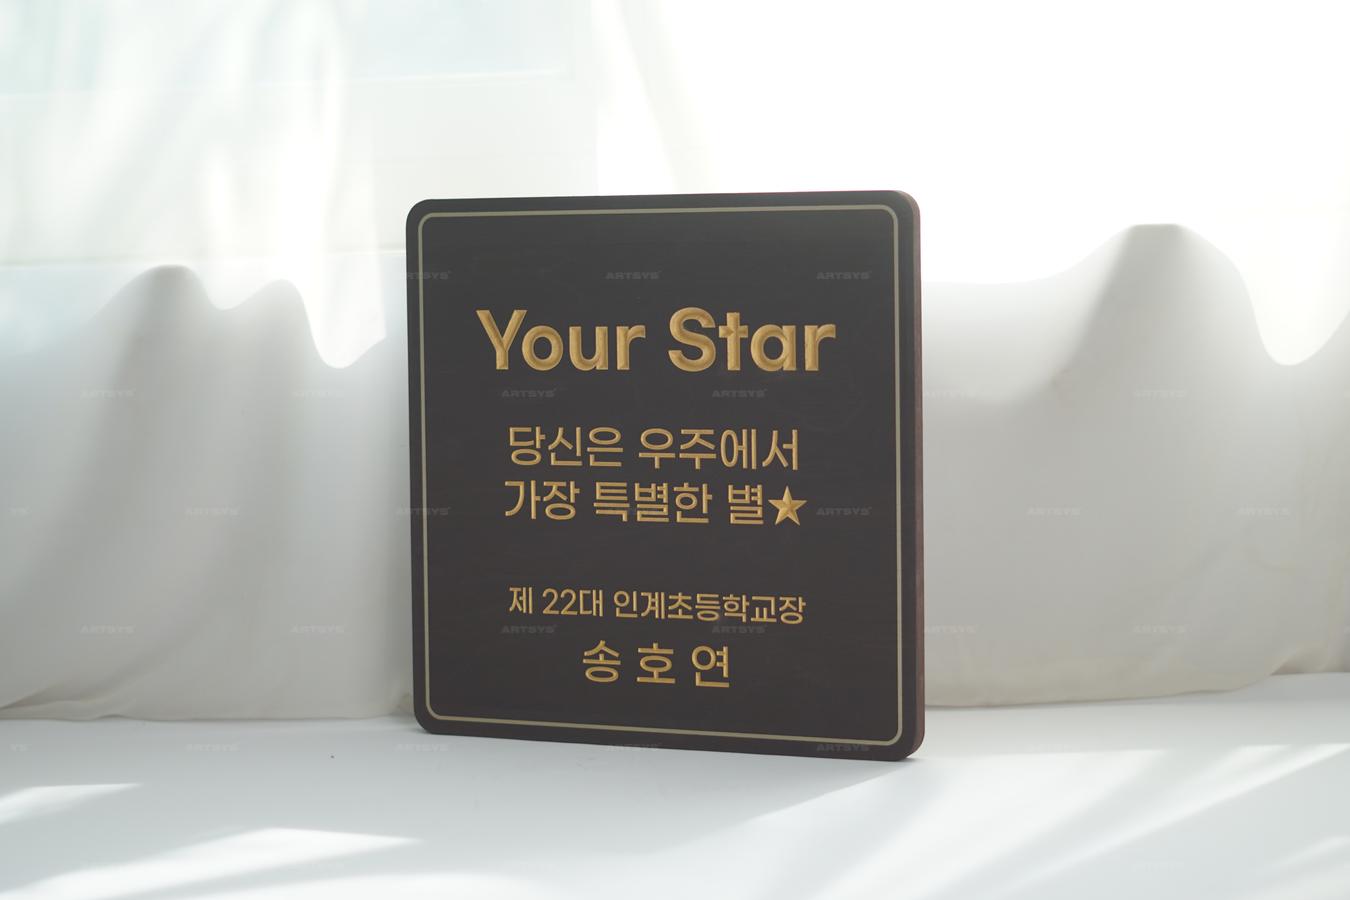 Your Star
당신은 우주에서
가장 특별한 별★
제 22대 인계초등학교장
송호연
ARTSYS